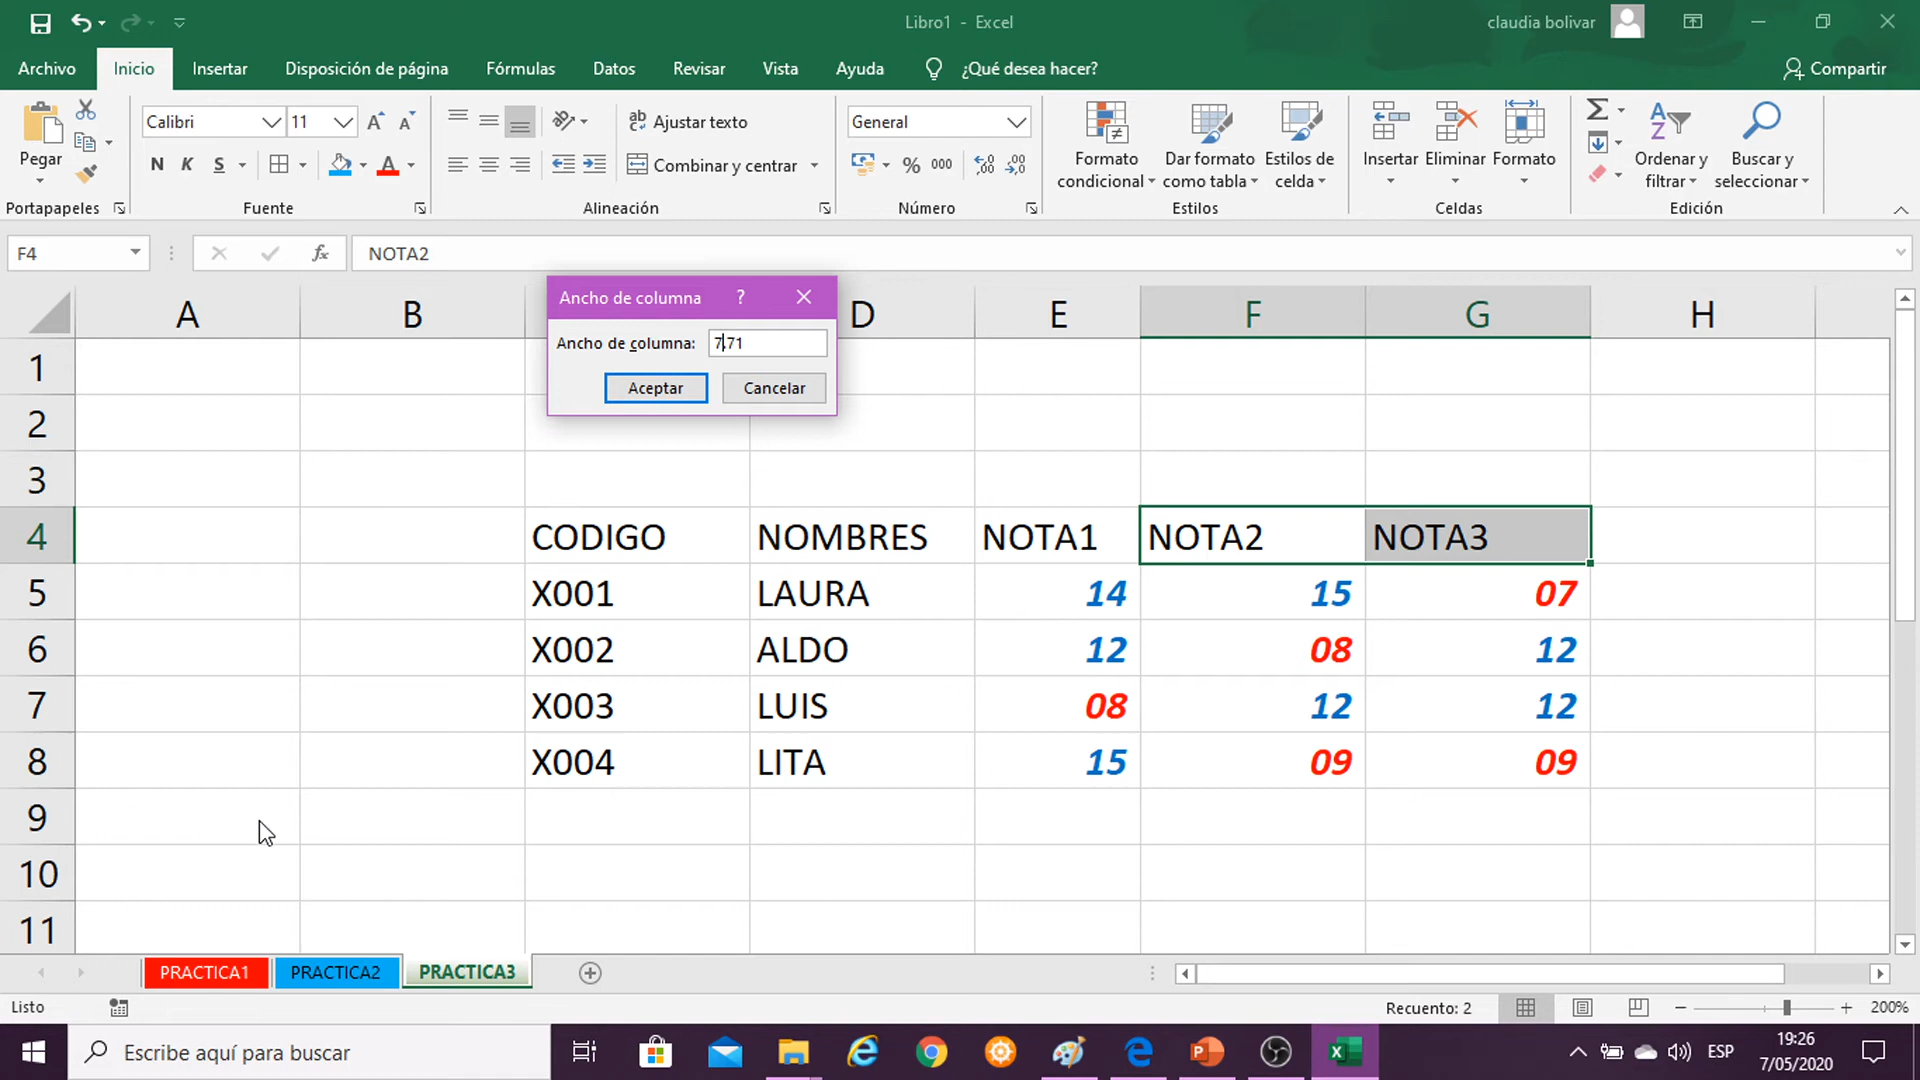 Libro1 - Excel
claudia bolivar
Archivo Inicio Insertar Disposición de página Fórmulas Datos Revisar Vista Ayuda ¿Qué desea hacer? Compartir
Pegar
Portapapeles
Calibri 11
N K S A
Fuente
ab Ajustar texto
Combinar y centrar
Alineación
General
% 000
Número
Formato condicional
Dar formato como tabla
Estilos de celda
Estilos
Insertar Eliminar Formato
Celdas
Ordenar y filtrar
Buscar y seleccionar
Edición
F4 fx NOTA2
Ancho de columna ?
Ancho de columna: 7,71
Aceptar Cancelar
A B D E F G H
1
2
3
4 CODIGO NOMBRES NOTA1 NOTA2 NOTA3
5 X001 LAURA 14 15 07
6 X002 ALDO 12 08 12
7 X003 LUIS 08 12 12
8 X004 LITA 15 09 09
9
10
11
PRACTICA1 PRACTICA2 PRACTICA3
Listo Recuento: 2 200%
Escribe aquí para buscar
ESP
19:26
7/05/2020